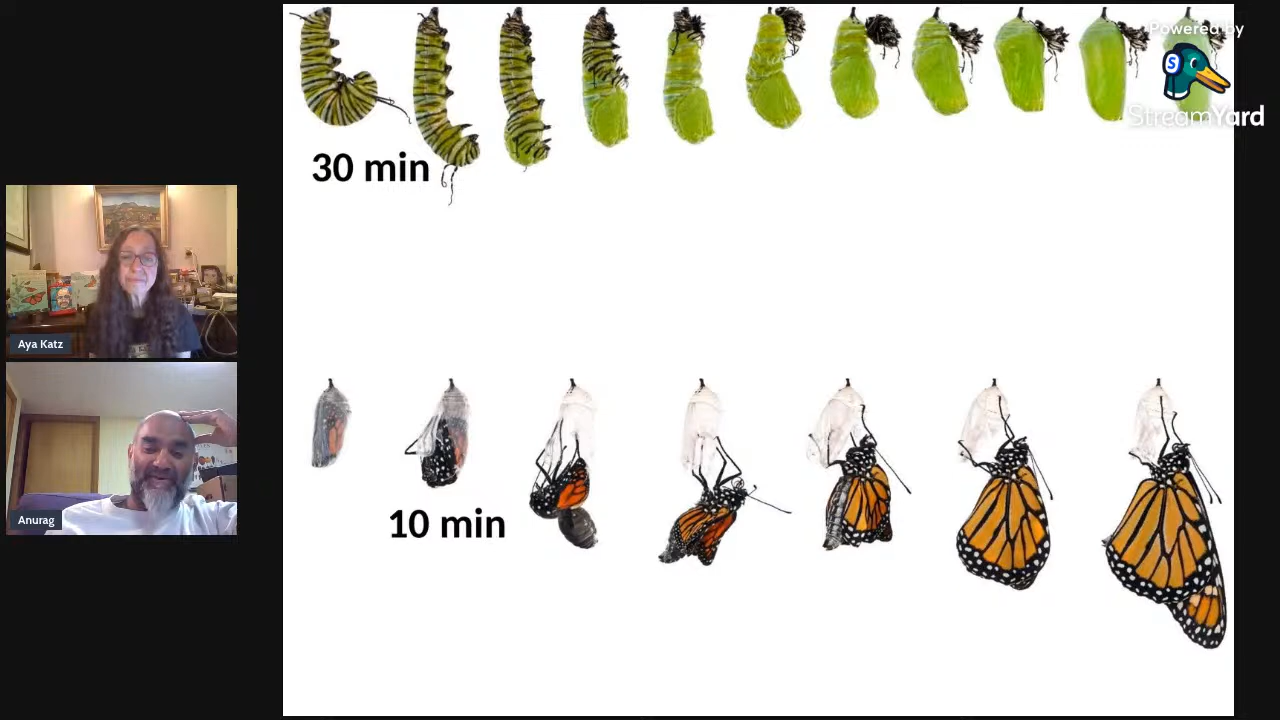 Powered by
S
StreamYard
30 min
Aya Katz
10 min
Anurag